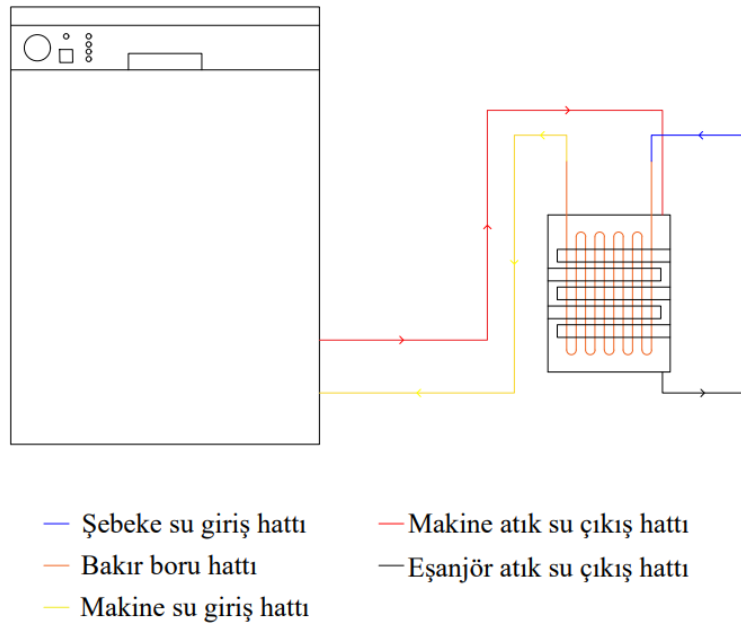 Şebeke su giriş hattı
Bakır boru hattı
Makine su giriş hattı
Makine atık su çıkış hattı
Eşanjör atık su çıkış hattı